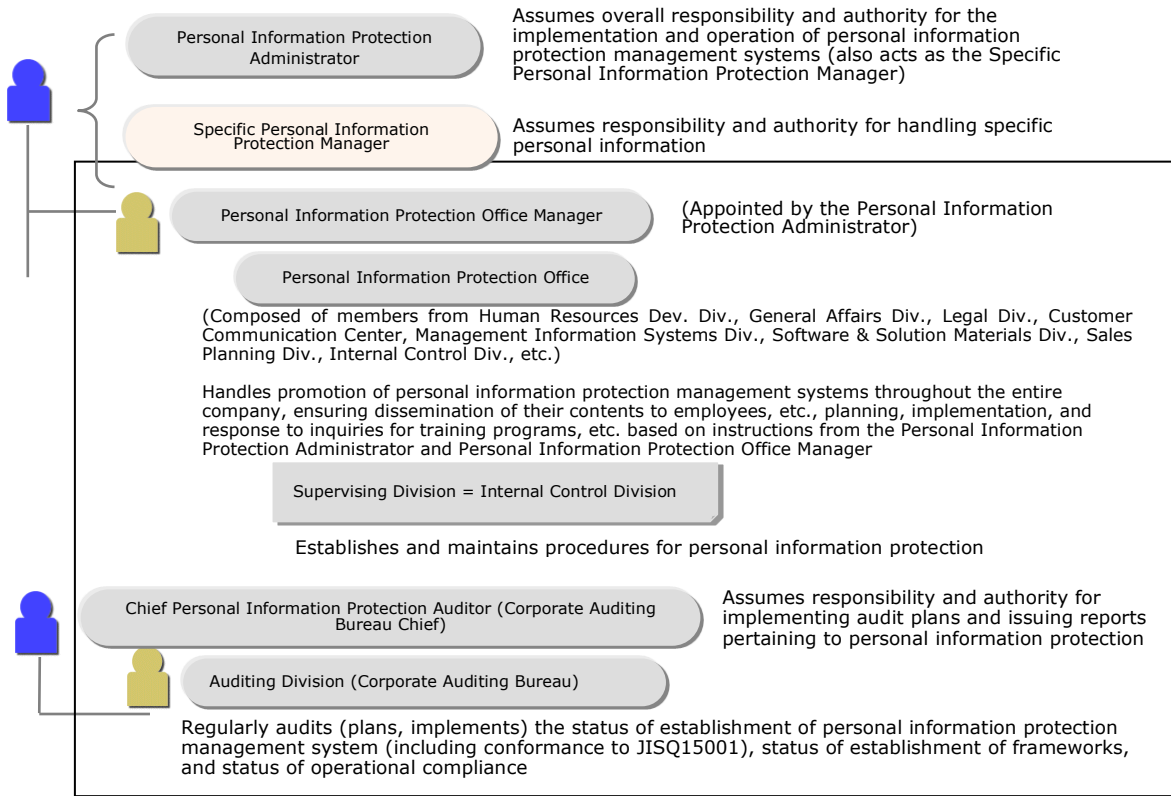 Personal Information Protection
Administrator
Assumes overall responsibility and authority for the
implementation and operation of personal information
protection management systems (also acts as the Specific
Personal Information Protection Manager)
Specific Personal Information
Protection Manager
Assumes responsibility and authority for handling specific
personal information
Personal Information Protection Office Manager
(Appointed by the Personal Information
Protection Administrator)
Personal Information Protection Office
(Composed of members from Human Resources Dev. Div., General Affairs Div., Legal Div., Customer
Communication Center, Management Information Systems Div., Software & Solution Materials Div., Sales
Planning Div., Internal Control Div., etc.)
Handles promotion of personal information protection management systems throughout the entire
company, ensuring dissemination of their contents to employees, etc., planning, implementation, and
response to inquiries for training programs, etc. based on instructions from the Personal Information
Protection Administrator and Personal Information Protection Office Manager
Supervising Division = Internal Control Division
Establishes and maintains procedures for personal information protection
Chief Personal Information Protection Auditor (Corporate Auditing
Bureau Chief)
Assumes responsibility and authority for
implementing audit plans and issuing reports
pertaining to personal information protection
Auditing Division (Corporate Auditing Bureau)
Regularly audits (plans, implements) the status of establishment of personal information protection
management system (including conformance to JISQ15001), status of establishment of frameworks,
and status of operational compliance